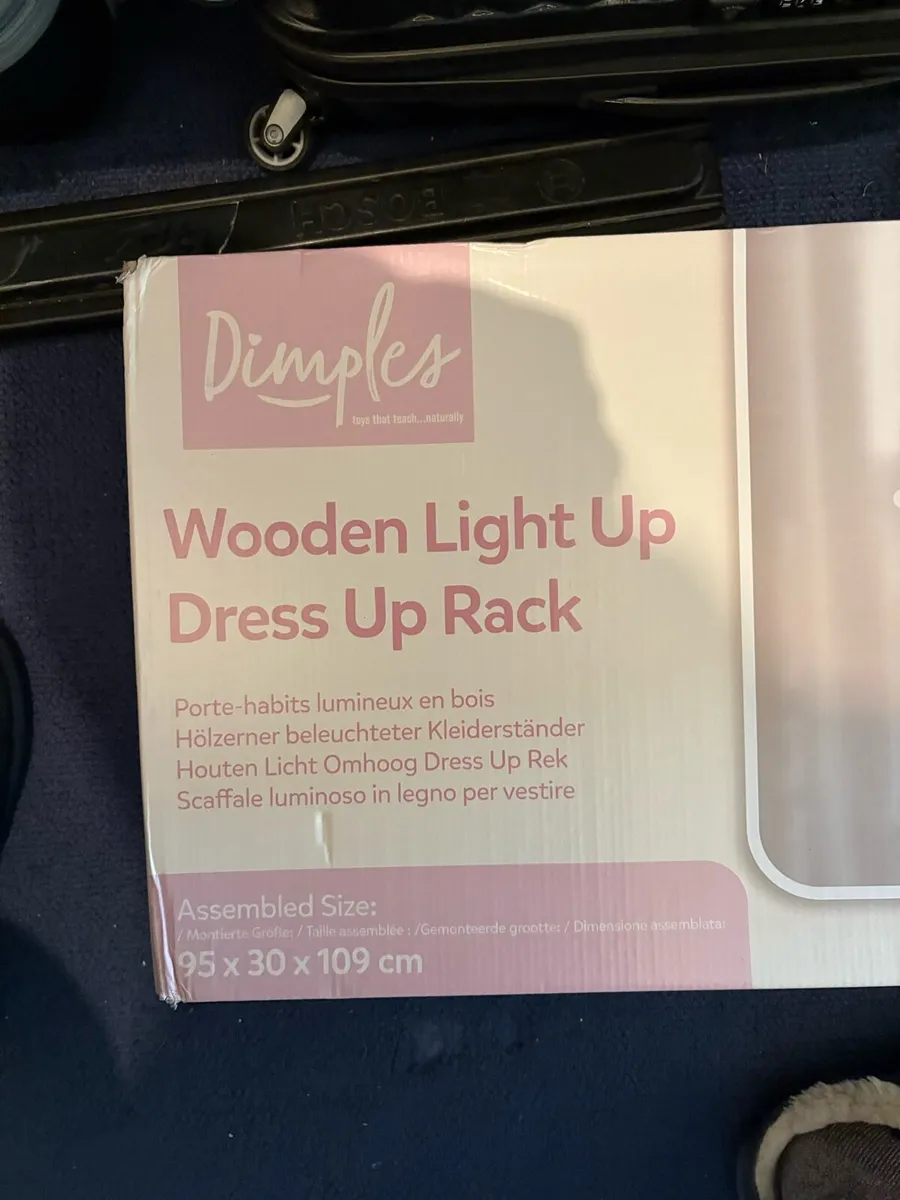 BOSCH
Dimples
toys that teach...naturally
Wooden Light Up
Dress Up Rack
Porte-habits lumineux en bois
Hölzerner beleuchteter Kleiderständer
Houten Licht Omhoog Dress Up Rek
Scaffale luminoso in legno per vestire
Assembled Size:
/ Montierte Größe: / Taille assemblée : /Gemonteerde grootte: / Dimensione assemblata:
95 x 30 x 109 cm